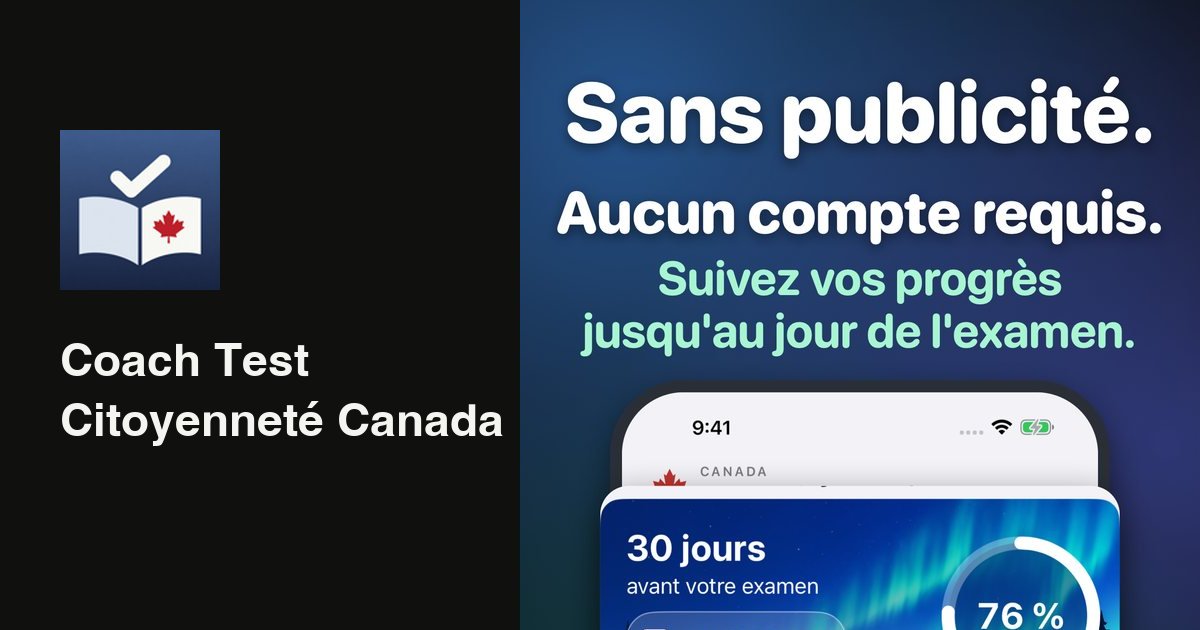 Coach Test
Citoyenneté Canada
Sans publicité.
Aucun compte requis.
Suivez vos progrès
jusqu'au jour de l'examen.
9:41
CANADA
30 jours
avant votre examen
76 %